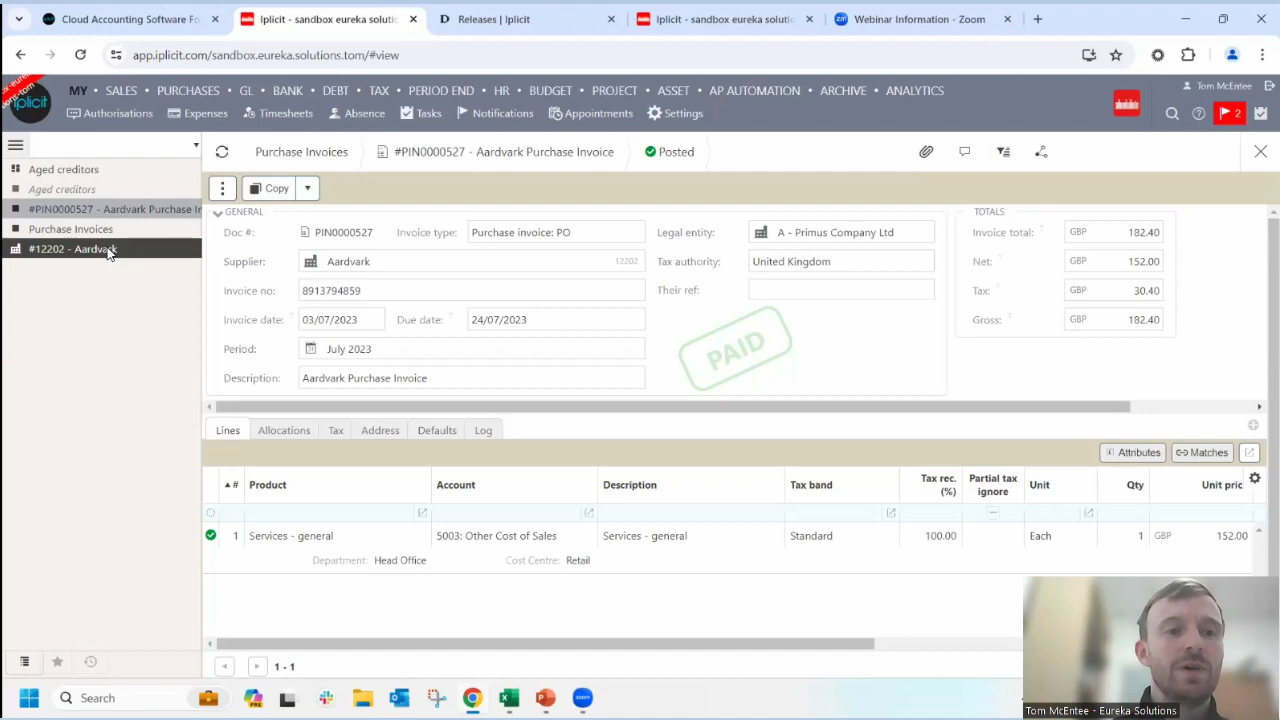 Cloud Accounting Software Fo
Iplicit - sandbox eureka soluti
Releases | Iplicit
Iplicit - sandbox eureka soluti
Webinar Information - Zoom
app.iplicit.com/sandbox.eureka.solutions.tom/#view
MY • SALES • PURCHASES • GL • BANK • DEBT • TAX • PERIOD END • HR • BUDGET • PROJECT • ASSET • AP AUTOMATION • ARCHIVE • ANALYTICS
Tom McEntee
iplicit
Authorisations • Expenses • Timesheets • Absence • Tasks • Notifications • Appointments • Settings
2
Purchase Invoices
#PIN0000527 - Aardvark Purchase Invoice
Posted
Aged creditors
Aged creditors
#PIN0000527 - Aardvark Purchase In
Purchase Invoices
#12202 - Aardvark
Copy
GENERAL
TOTALS
Doc #: PIN0000527 Invoice type: Purchase invoice: PO Legal entity: A - Primus Company Ltd Invoice total: GBP 182.40
Supplier: Aardvark 12202 Tax authority: United Kingdom Net: GBP 152.00
Invoice no: 8913794859 Their ref: Tax: GBP 30.40
Invoice date: 03/07/2023 Due date: 24/07/2023 Gross: GBP 182.40
Period: July 2023
PAID
Description: Aardvark Purchase Invoice
Lines Allocations Tax Address Defaults Log
Attributes Matches
# Product Account Description Tax band Tax rec. (%) Partial tax ignore Unit Qty Unit pric
1 Services - general 5003: Other Cost of Sales Services - general Standard 100.00 Each 1 GBP 152.00
Department: Head Office Cost Centre: Retail
1 - 1
Search
Tom McEntee - Eureka Solutions